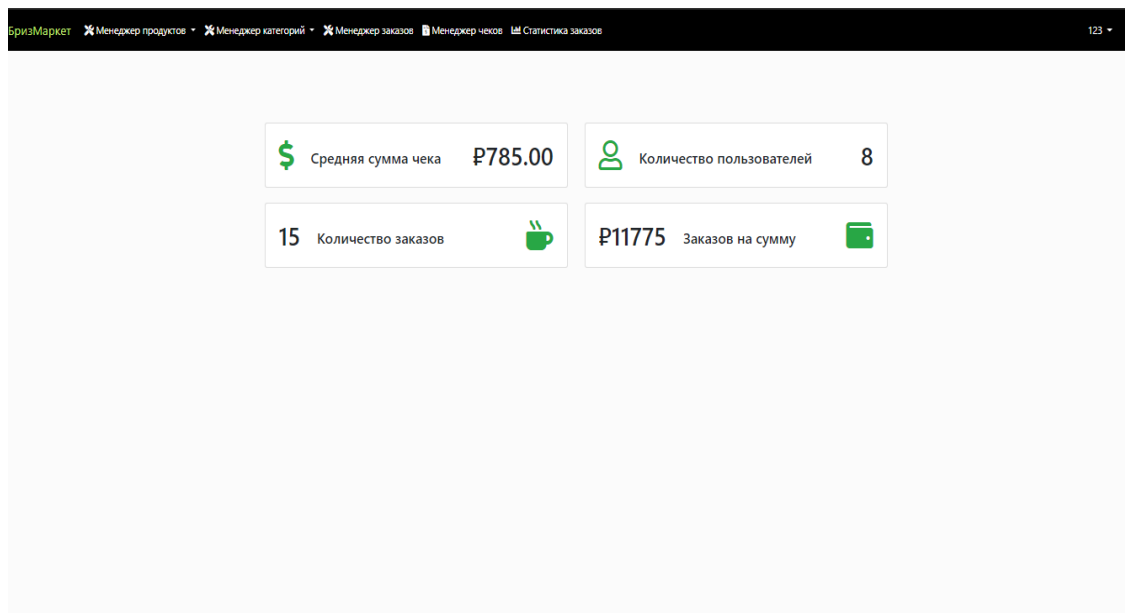 БризМаркет Менеджер продуктов Менеджер категорий Менеджер заказов Менеджер чеков Статистика заказов 123
Средняя сумма чека ₽785.00 Количество пользователей 8
15 Количество заказов ₽11775 Заказов на сумму